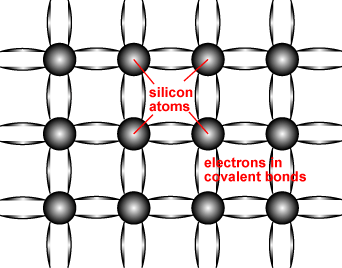 silicon
atoms
electrons in
covalent bonds